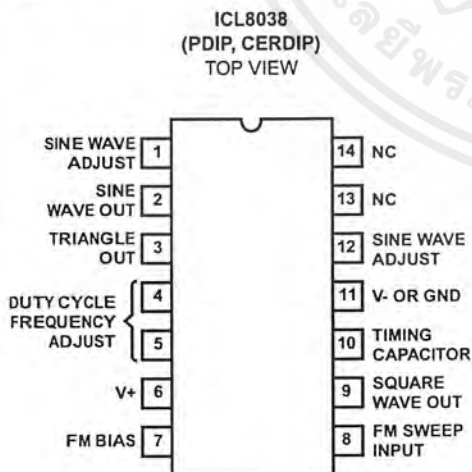 ICL8038
(PDIP, CERDIP)
TOP VIEW
SINE WAVE
ADJUST
1
SINE
WAVE OUT
2
TRIANGLE
OUT
3
DUTY CYCLE
FREQUENCY
ADJUST
4
5
V+
6
FM BIAS
7
14
NC
13
NC
12
SINE WAVE
ADJUST
11
V- OR GND
10
TIMING
CAPACITOR
9
SQUARE
WAVE OUT
8
FM SWEEP
INPUT